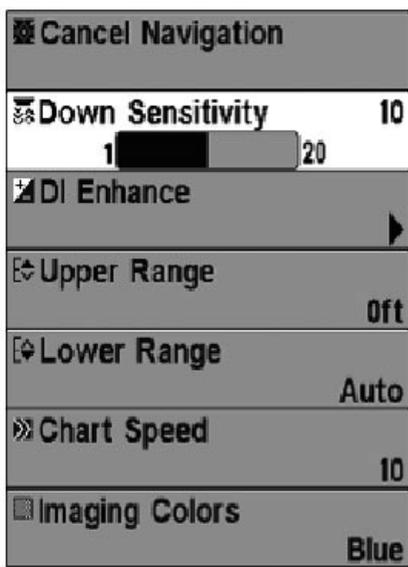 Cancel Navigation
Down Sensitivity 10
1 20
DI Enhance
Upper Range
0ft
Lower Range
Auto
Chart Speed
10
Imaging Colors
Blue